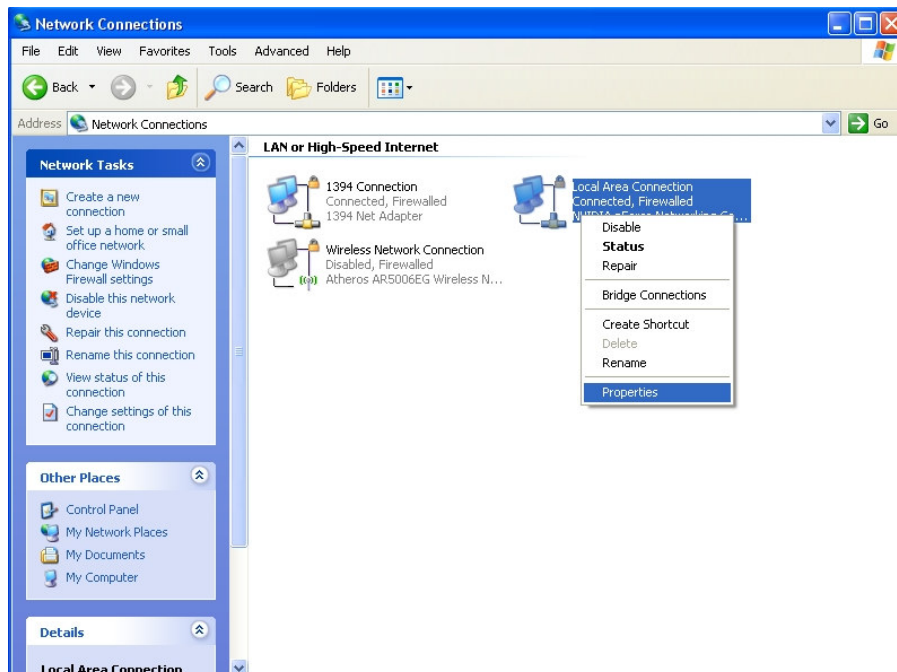 Network Connections
File Edit View Favorites Tools Advanced Help
Back Search Folders
Address Network Connections Go
Network Tasks
Create a new
connection
Set up a home or small
office network
Change Windows
Firewall settings
Disable this network
device
Repair this connection
Rename this connection
View status of this
connection
Change settings of this
connection
Other Places
Control Panel
My Network Places
My Documents
My Computer
Details
Local Area Connection
LAN or High-Speed Internet
1394 Connection
Connected, Firewalled
1394 Net Adapter
Local Area Connection
Connected, Firewalled
NVIDIA nForce Networking Co...
Wireless Network Connection
Disabled, Firewalled
Atheros AR5006EG Wireless N...
Disable
Status
Repair
Bridge Connections
Create Shortcut
Delete
Rename
Properties